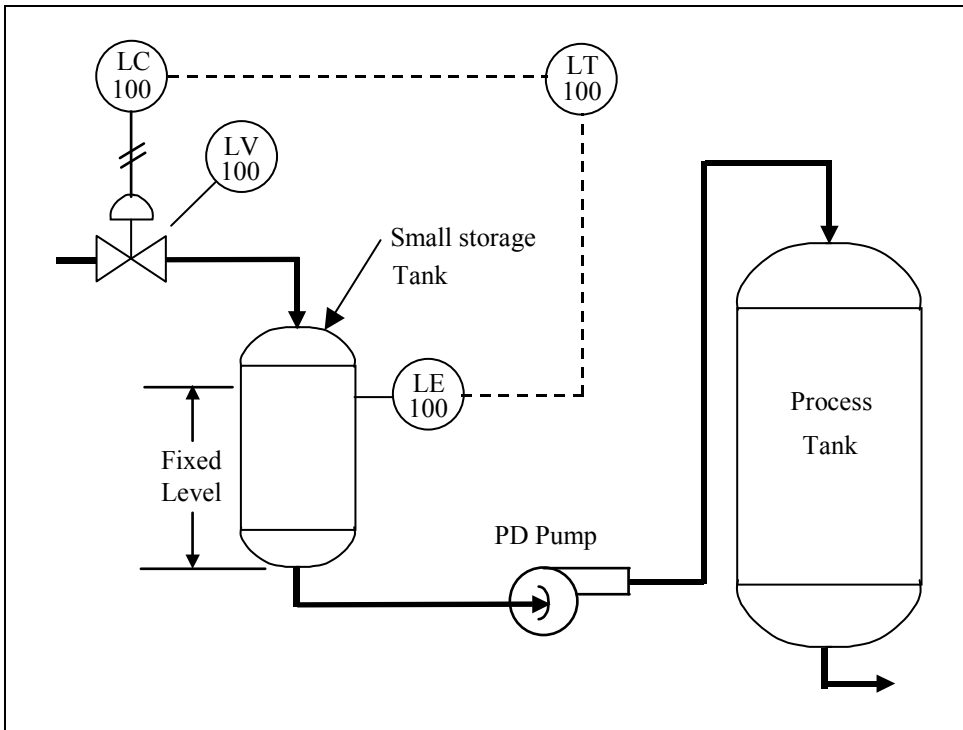 LC
100
LT
100
LV
100
Small storage
Tank
LE
100
Process
Tank
Fixed
Level
PD Pump